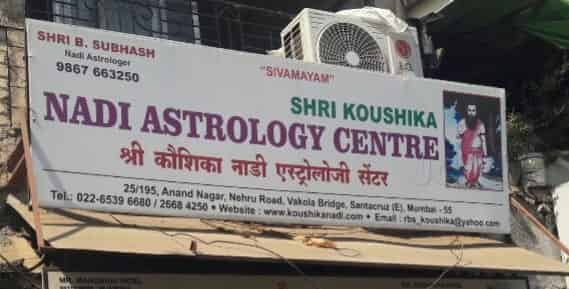 SHRI B. SUBHASH
Nadi Astrologer
9867 663250
"SIVAMAYAM"
SHRI KOUSHIKA
NADI ASTROLOGY CENTRE
श्री कौशिका नाडी एस्ट्रोलोजी सेंटर
25/195, Anand Nagar, Nehru Road, Vakola Bridge, Santacruz (E), Mumbai - 55
Tel.: 022-6539 6680 / 2668 4250 • Website : www.koushikanadi.com • Email : rbs_koushika@yahoo.com
LG